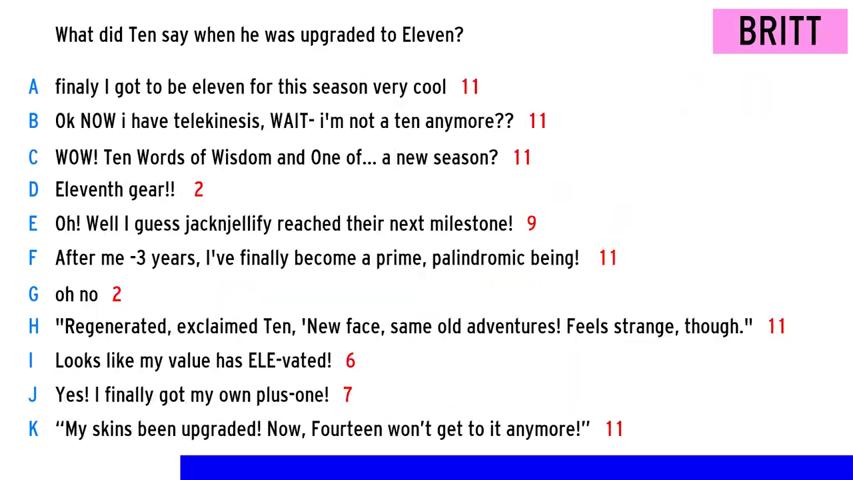 What did Ten say when he was upgraded to Eleven?
BRITT
A finaly I got to be eleven for this season very cool 11
B Ok NOW i have telekinesis, WAIT- i'm not a ten anymore?? 11
C WOW! Ten Words of Wisdom and One of... a new season? 11
D Eleventh gear!! 2
E Oh! Well I guess jacknjellify reached their next milestone! 9
F After me -3 years, I've finally become a prime, palindromic being! 11
G oh no 2
H "Regenerated, exclaimed Ten, 'New face, same old adventures! Feels strange, though." 11
I Looks like my value has ELE-vated! 6
J Yes! I finally got my own plus-one! 7
K “My skins been upgraded! Now, Fourteen won’t get to it anymore!” 11